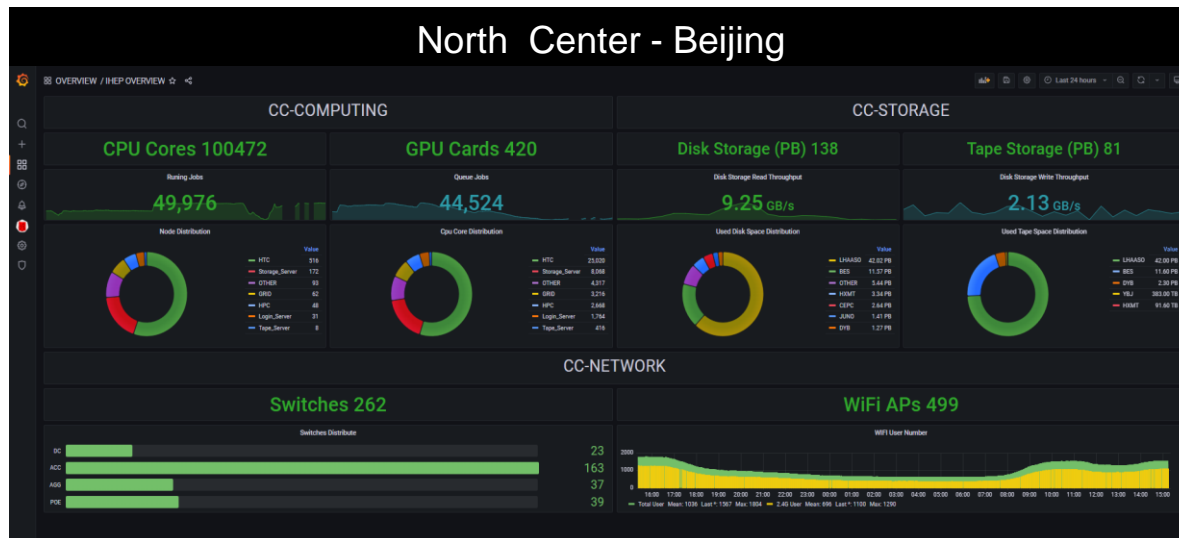 North Center - Beijing
OVERVIEW / IHEP OVERVIEW
Last 24 hours
CC-COMPUTING
CC-STORAGE
CPU Cores 100472
GPU Cards 420
Disk Storage (PB) 138
Tape Storage (PB) 81
Runing Jobs
49,976
Queue Jobs
44,524
Disk Storage Read Throughput
9.25 GB/s
Disk Storage Write Throughput
2.13 GB/s
Node Distribution
Value
HTC 516
Storage_Server 172
OTHER 93
GRID 62
HPC 48
Login_Server 31
Tape_Server 8
Cpu Core Distribution
Value
HTC 25,020
Storage_Server 8,068
OTHER 4,317
GRID 3,216
HPC 2,668
Login_Server 1,764
Tape_Server 416
Used Disk Space Distribution
Value
LHAASO 42.02 PB
BES 11.57 PB
OTHER 5.44 PB
HXMT 3.34 PB
CEPC 2.64 PB
JUNO 1.41 PB
DYB 1.27 PB
Used Tape Space Distribution
Value
LHAASO 42.00 PB
BES 11.60 PB
DYB 2.30 PB
YBJ 383.00 TB
HXMT 91.60 TB
CC-NETWORK
Switches 262
WiFi APs 499
Switches Distribute
DC 23
ACC 163
AGG 37
POE 39
WIFI User Number
2000
1000
0
16:00 17:00 18:00 19:00 20:00 21:00 22:00 23:00 00:00 01:00 02:00 03:00 04:00 05:00 06:00 07:00 08:00 09:00 10:00 11:00 12:00 13:00 14:00 15:00
Total User Mean: 1036 Last *: 1567 Max: 1804 2.4G User Mean: 696 Last *: 1100 Max: 1290